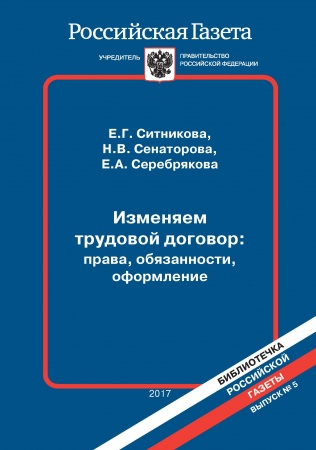 Российская Газета
УЧРЕДИТЕЛЬ
ПРАВИТЕЛЬСТВО
РОССИЙСКОЙ ФЕДЕРАЦИИ
Е.Г. Ситникова,
Н.В. Сенаторова,
Е.А. Серебрякова
Изменяем
трудовой договор:
права, обязанности,
оформление
БИБЛИОТЕЧКА
РОССИЙСКОЙ
ГАЗЕТЫ
ВЫПУСК № 5
2017